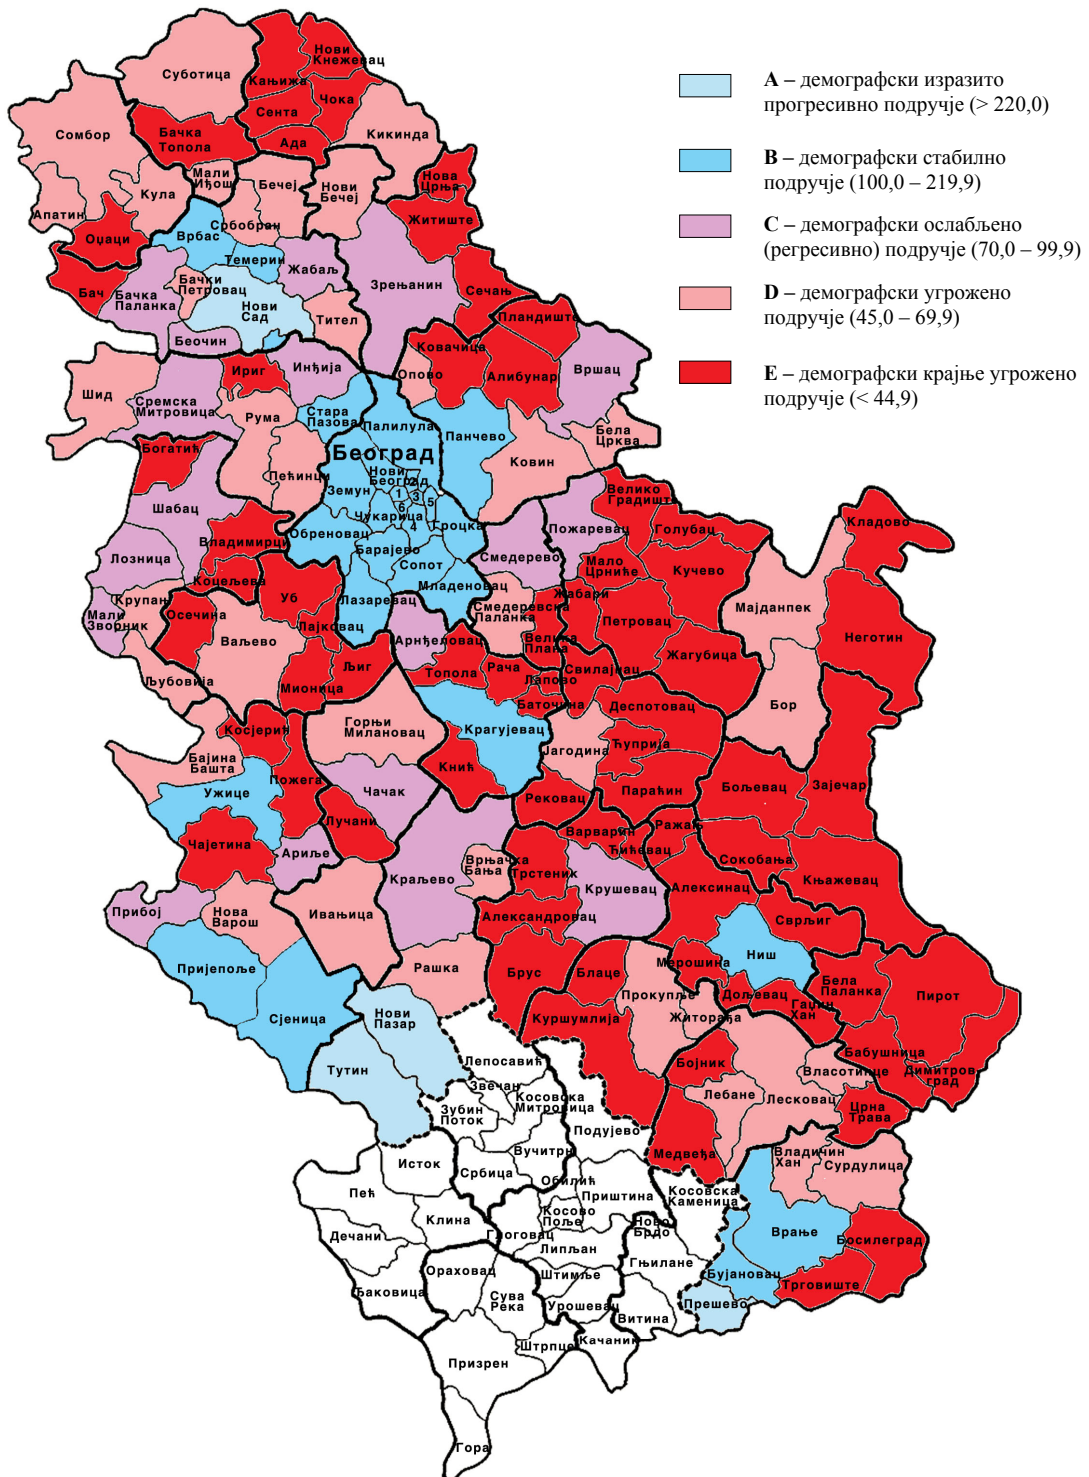 А – демографски изразито
прогресивно подручје (> 220,0)
В – демографски стабилно
подручје (100,0 – 219,9)
С – демографски ослабљено
(регресивно) подручје (70,0 – 99,9)
D – демографски угрожено
подручје (45,0 – 69,9)
Е – демографски крајње угрожено
подручје (< 44,9)
Суботица
Кањижа
Нови
Кнежевац
Сента
Чока
Сомбор
Бачка
Топола
Ада
Кикинда
Мали
Иђош
Бечеј
Нови
Бечеј
Нова
Црња
Апатин
Кула
Србобран
Житиште
Оџаци
Врбас
Темерин
Жабаљ
Зрењанин
Сечањ
Бач
Бачка
Паланка
Бачки
Петровац
Нови
Сад
Тител
Пландиште
Беочин
Ковачица
Опово
Алибунар
Вршац
Шид
Ириг
Инђија
Сремска
Митровица
Рума
Стара
Пазова
Палилула
Панчево
Бела
Црква
Београд
Ковин
Богатић
Пећинци
Нови
Београд
Земун
1
2
3
5
6
4
Чукарица
Гроцка
Шабац
Обреновац
Барајево
Сопот
Младеновац
Лазаревац
Владимирци
Лозница
Коцељева
Смедерево
Пожаревац
Велико
Градиште
Голубац
Кладово
Мало
Црниће
Кучево
Мајданпек
Неготин
Мали
Зворник
Крупањ
Осечина
Уб
Ваљево
Лајковац
Смедеревска
Паланка
Жабари
Петровац
Жагубица
Аранђеловац
Велика
Плана
Љубовија
Мионица
Љиг
Топола
Рача
Лапово
Свилајнац
Баточина
Деспотовац
Бор
Косјерић
Горњи
Милановац
Крагујевац
Јагодина
Ћуприја
Бајина
Башта
Ужице
Пожега
Чачак
Кнић
Параћин
Бољевац
Зајечар
Лучани
Рековац
Чајетина
Ариље
Варварин
Ражањ
Ћићевац
Сокобања
Књажевац
Краљево
Врњачка
Бања
Трстеник
Крушевац
Алексинац
Прибој
Нова
Варош
Ивањица
Александровац
Сврљиг
Пријепоље
Рашка
Брус
Блаце
Мерошина
Ниш
Бела
Паланка
Пирот
Сјеница
Нови
Пазар
Куршумлија
Прокупље
Житорађа
Дољевац
Гаџин
Хан
Тутин
Лепосавић
Бојник
Бабушница
Димитров
град
Власотинце
Звечан
Косовска
Митровица
Зубин
Поток
Лебане
Лесковац
Црна
Трава
Подујево
Медвеђа
Владичин
Хан
Сурдулица
Исток
Србица
Вучитрн
Обилић
Приштина
Косовска
Каменица
Пећ
Клина
Косово
Поље
Глоговац
Ново
Брдо
Врање
Босилеград
Дечани
Липљан
Гњилане
Ораховац
Штимље
Бујановац
Трговиште
Ђаковица
Сува
Река
Урошевац
Витина
Прешево
Штрпце
Качаник
Призрен
Гора